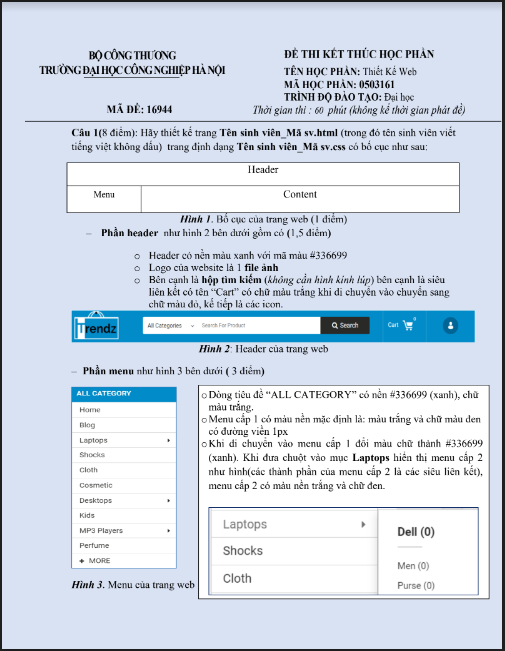 BỘ CÔNG THƯƠNG
TRƯỜNG ĐẠI HỌC CÔNG NGHIỆP HÀ NỘI
MÃ ĐỀ: 16944
ĐỀ THI KẾT THÚC HỌC PHẦN
TÊN HỌC PHẦN: Thiết Kế Web
MÃ HỌC PHẦN: 0503161
TRÌNH ĐỘ ĐÀO TẠO: Đại học
Thời gian thi : 60 phút (không kể thời gian phát đề)
Câu 1(8 điểm): Hãy thiết kế trang Tên sinh viên_Mã sv.html (trong đó tên sinh viên viết
tiếng việt không dấu) trang định dạng Tên sinh viên_Mã sv.css có bố cục như sau:
Header
Menu
Content
Hình 1. Bố cục của trang web (1 điểm)
– Phần header như hình 2 bên dưới gồm có (1,5 điểm)
o Header có nền màu xanh với mã màu #336699
o Logo của website là 1 file ảnh
o Bên cạnh là hộp tìm kiếm (không cần hình kính lúp) bên cạnh là siêu
liên kết có tên “Cart” có chữ màu trắng khi di chuyển vào chuyển sang
chữ màu đỏ, kế tiếp là các icon.
Trendz
All Categories
Search For Product
Search
Cart
0
Hình 2: Header của trang web
– Phần menu như hình 3 bên dưới ( 3 điểm)
ALL CATEGORY
Home
Blog
Laptops
Shocks
Cloth
Cosmetic
Desktops
Kids
MP3 Players
Perfume
+ MORE
Hình 3. Menu của trang web
o Dòng tiêu đề “ALL CATEGORY” có nền #336699 (xanh), chữ
màu trắng.
o Menu cấp 1 có màu nền mặc định là: màu trắng và chữ màu đen
có đường viền 1px
o Khi di chuyển vào menu cấp 1 đổi màu chữ thành #336699
(xanh). Khi đưa chuột vào mục Laptops hiển thị menu cấp 2
như hình(các thành phần của menu cấp 2 là các siêu liên kết),
menu cấp 2 có màu nền trắng và chữ đen.
Laptops
Shocks
Cloth
Dell (0)
Men (0)
Purse (0)